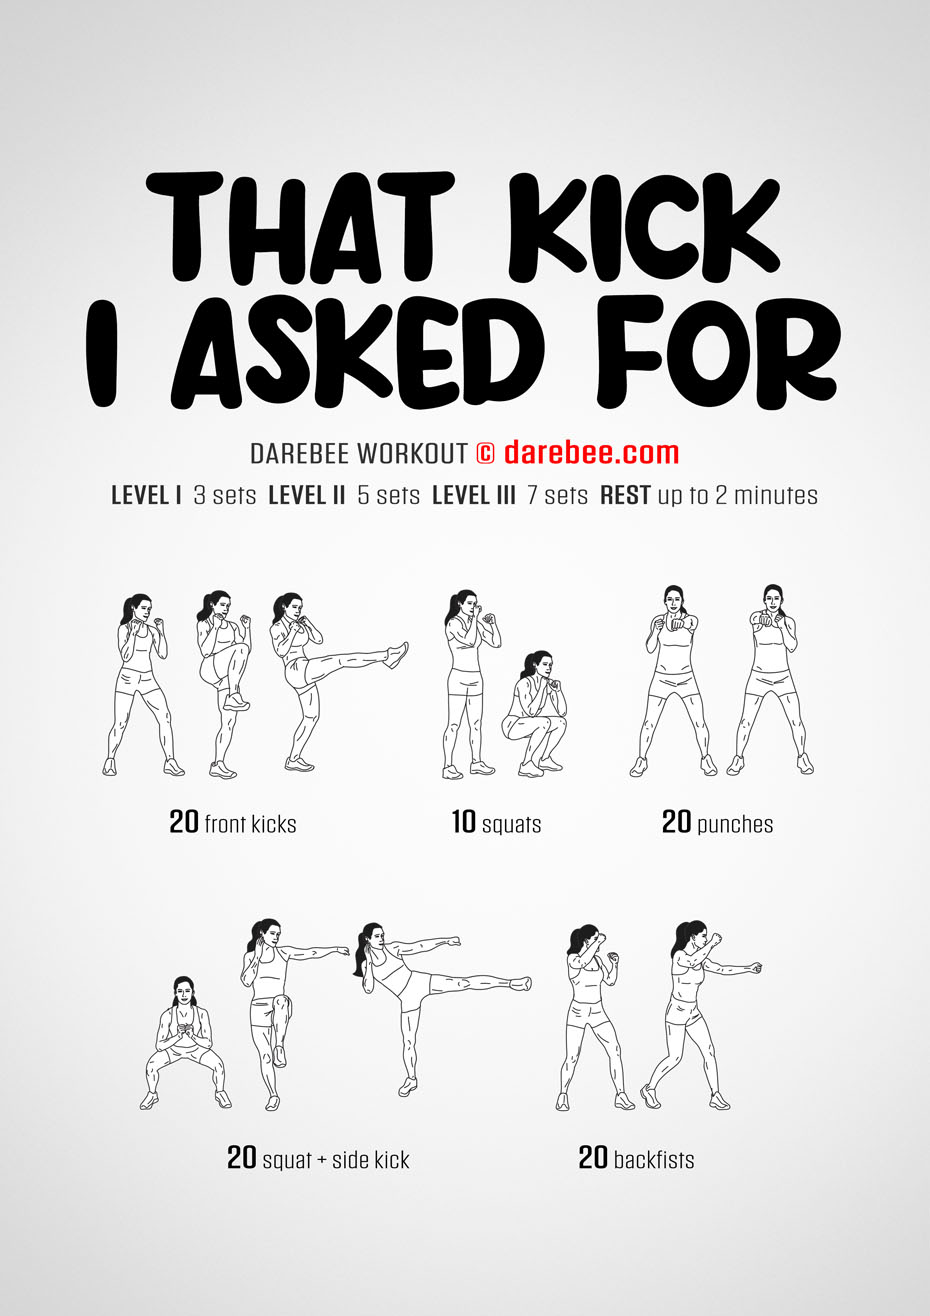 THAT KICK
I ASKED FOR
DAREBEE WORKOUT © darebee.com
LEVEL I 3 sets LEVEL II 5 sets LEVEL III 7 sets REST up to 2 minutes
20 front kicks
10 squats
20 punches
20 squat + side kick
20 backfists